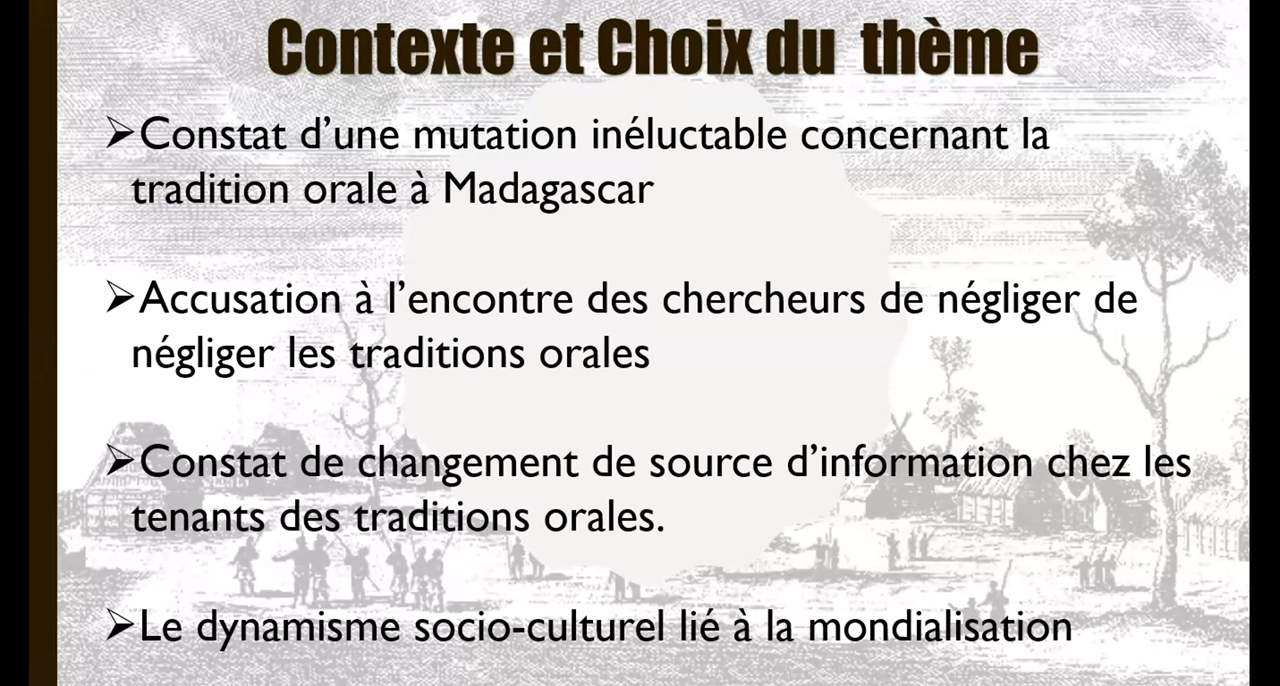 Contexte et Choix du thème
➢Constat d’une mutation inéluctable concernant la
tradition orale à Madagascar
➢Accusation à l’encontre des chercheurs de négliger de
négliger les traditions orales
➢Constat de changement de source d’information chez les
tenants des traditions orales.
➢Le dynamisme socio-culturel lié à la mondialisation